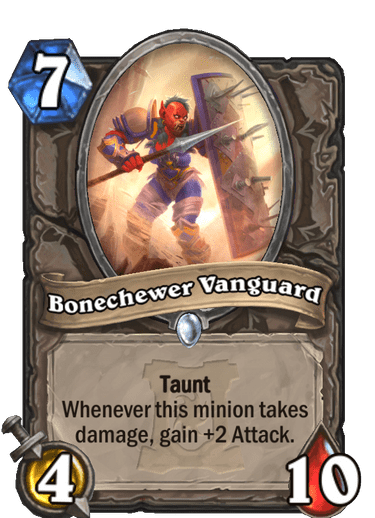 7
Bonechewer Vanguard
Taunt
Whenever this minion takes
damage, gain +2 Attack.
4
10